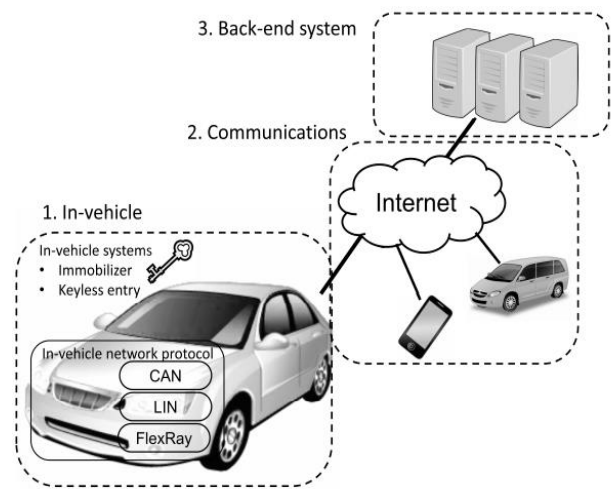 3. Back-end system
2. Communications
Internet
1. In-vehicle
In-vehicle systems
• Immobilizer
• Keyless entry
In-vehicle network protocol
CAN
LIN
FlexRay